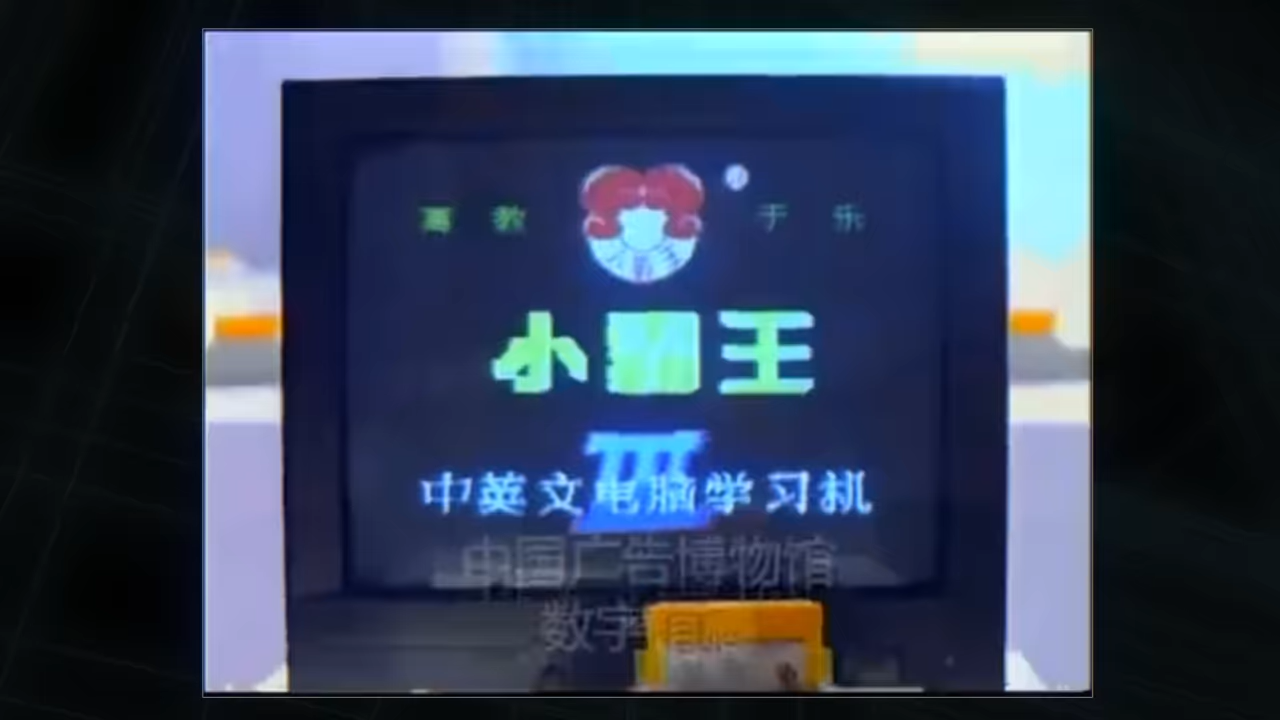 寓教 于乐
小霸王
III
中英文电脑学习机
中国广告博物馆
数字